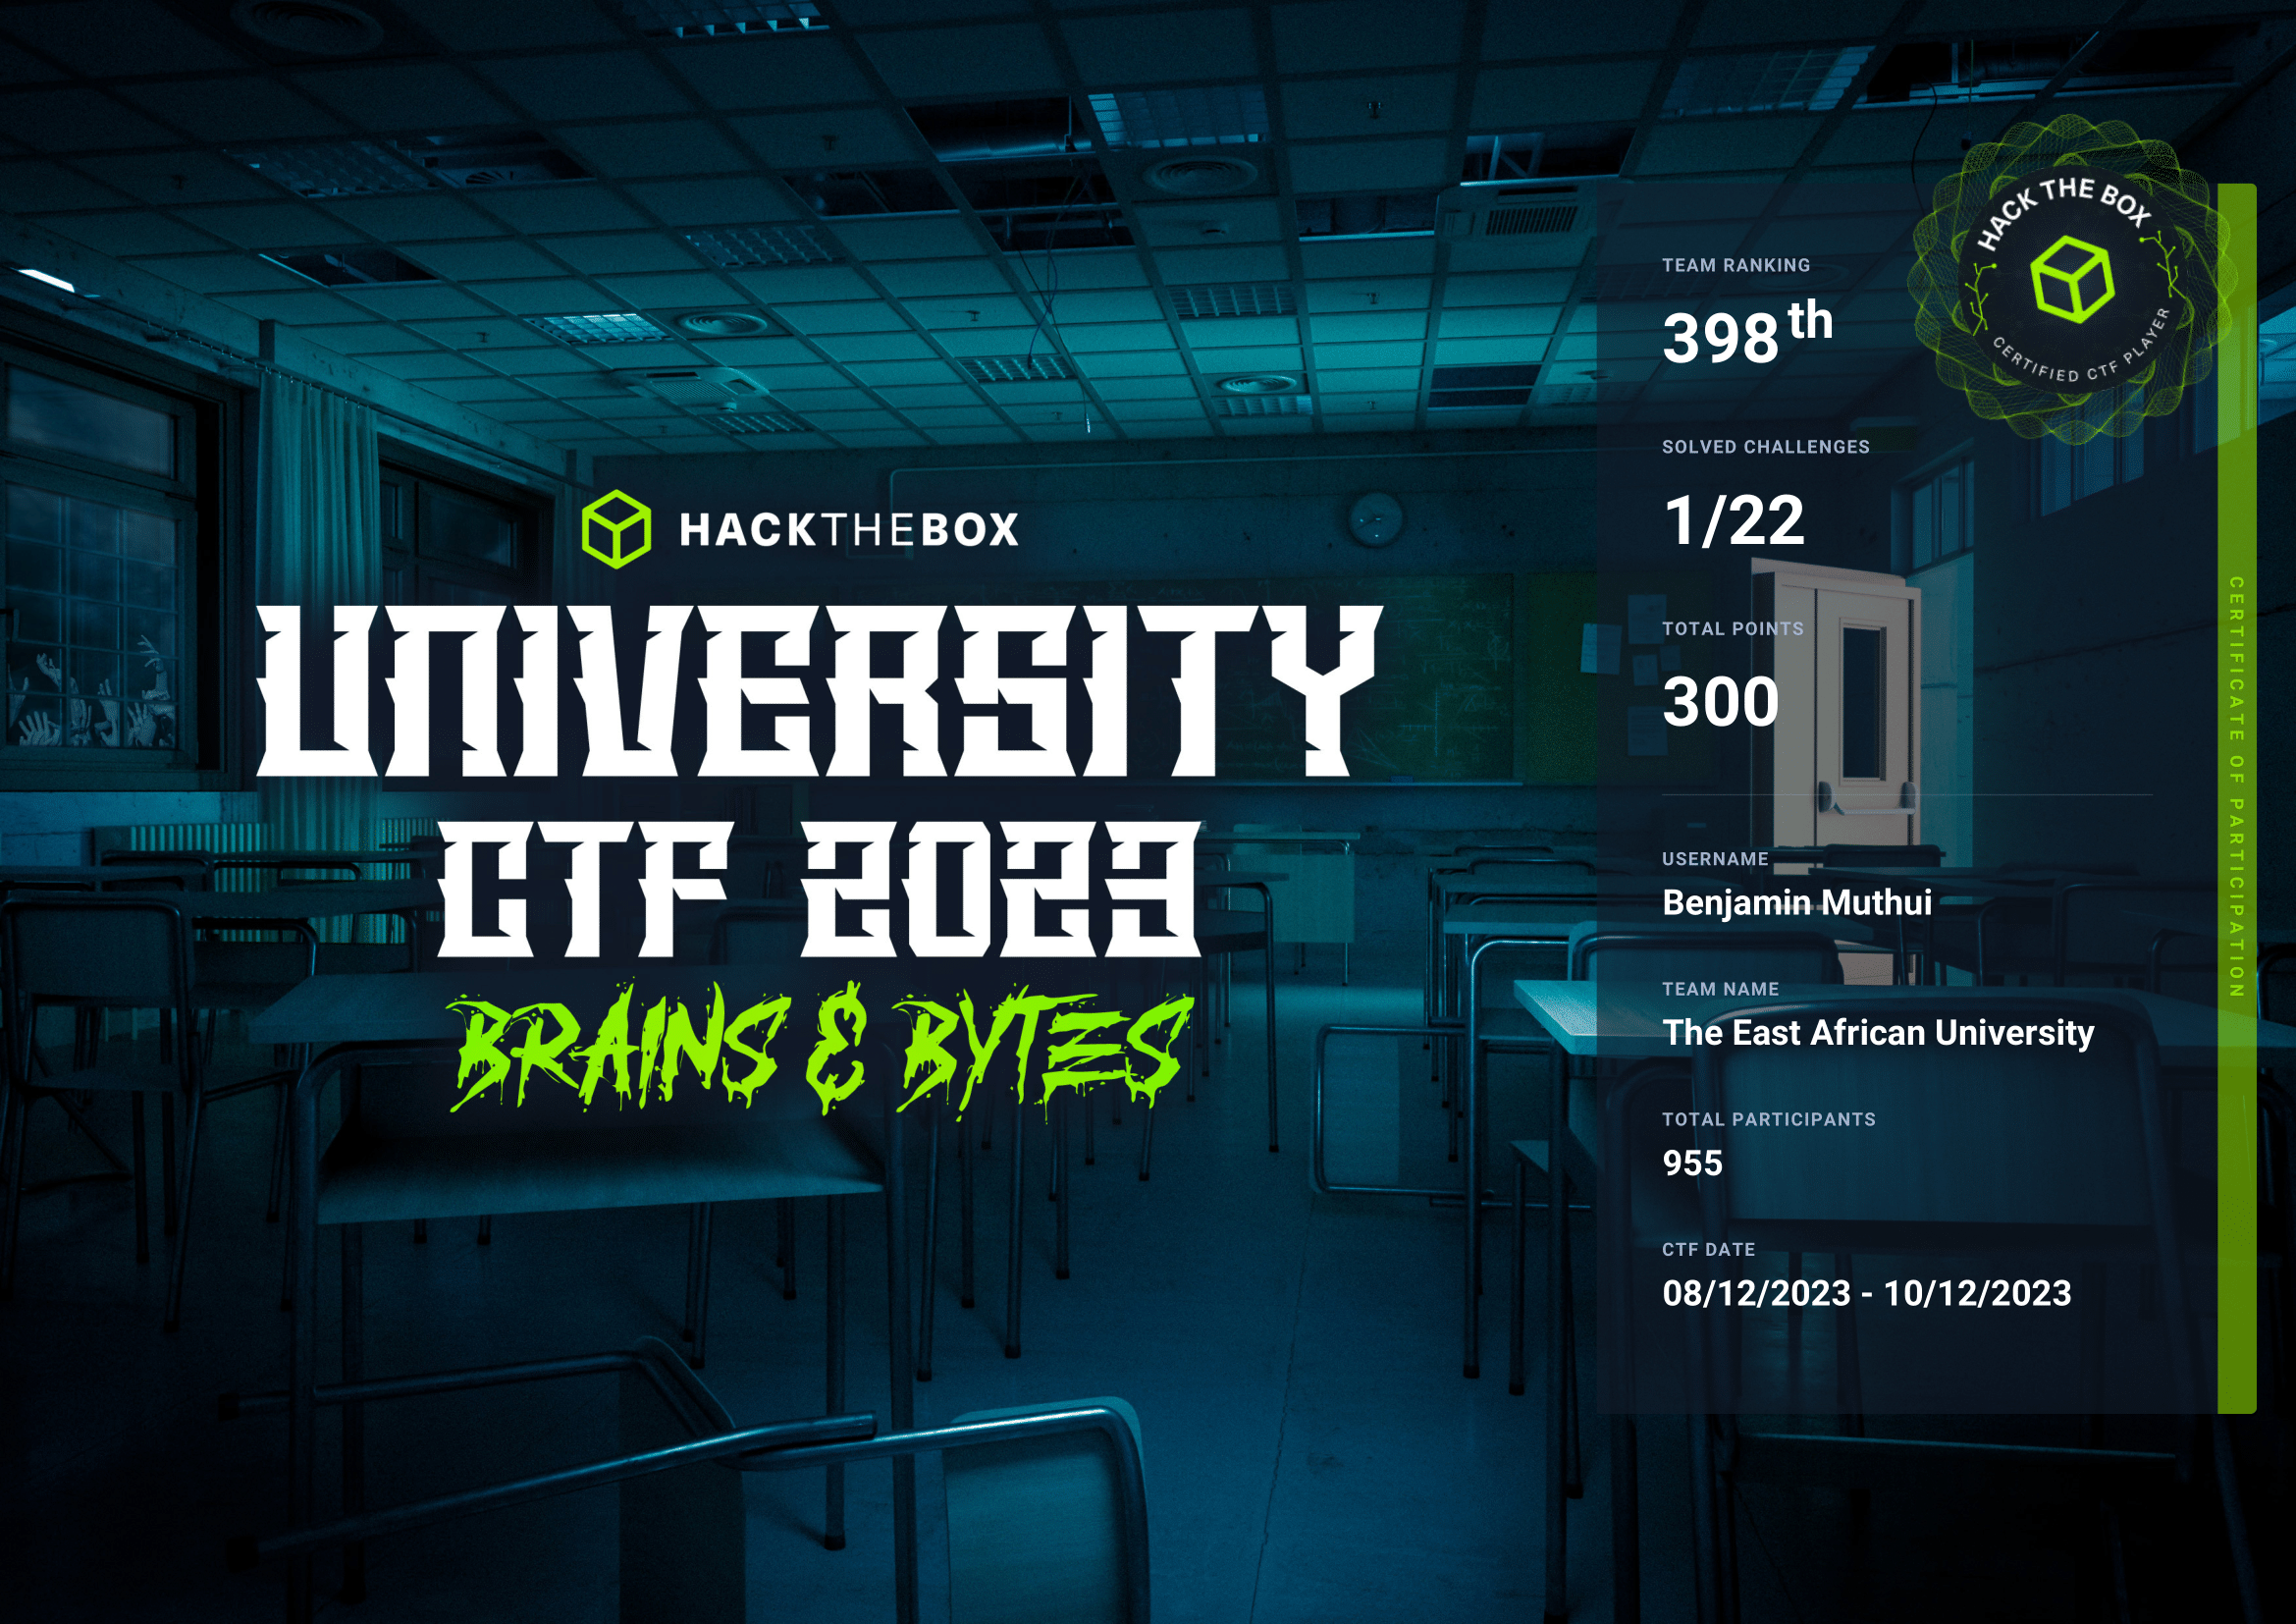 HACKTHEBOX
UNIVERSITY
CTF 2023
BRAINS & BYTES
HACK THE BOX
CERTIFIED CTF PLAYER
TEAM RANKING
398th
SOLVED CHALLENGES
1/22
TOTAL POINTS
300
USERNAME
Benjamin Muthui
TEAM NAME
The East African University
TOTAL PARTICIPANTS
955
CTF DATE
08/12/2023 - 10/12/2023
CERTIFICATE OF PARTICIPATION